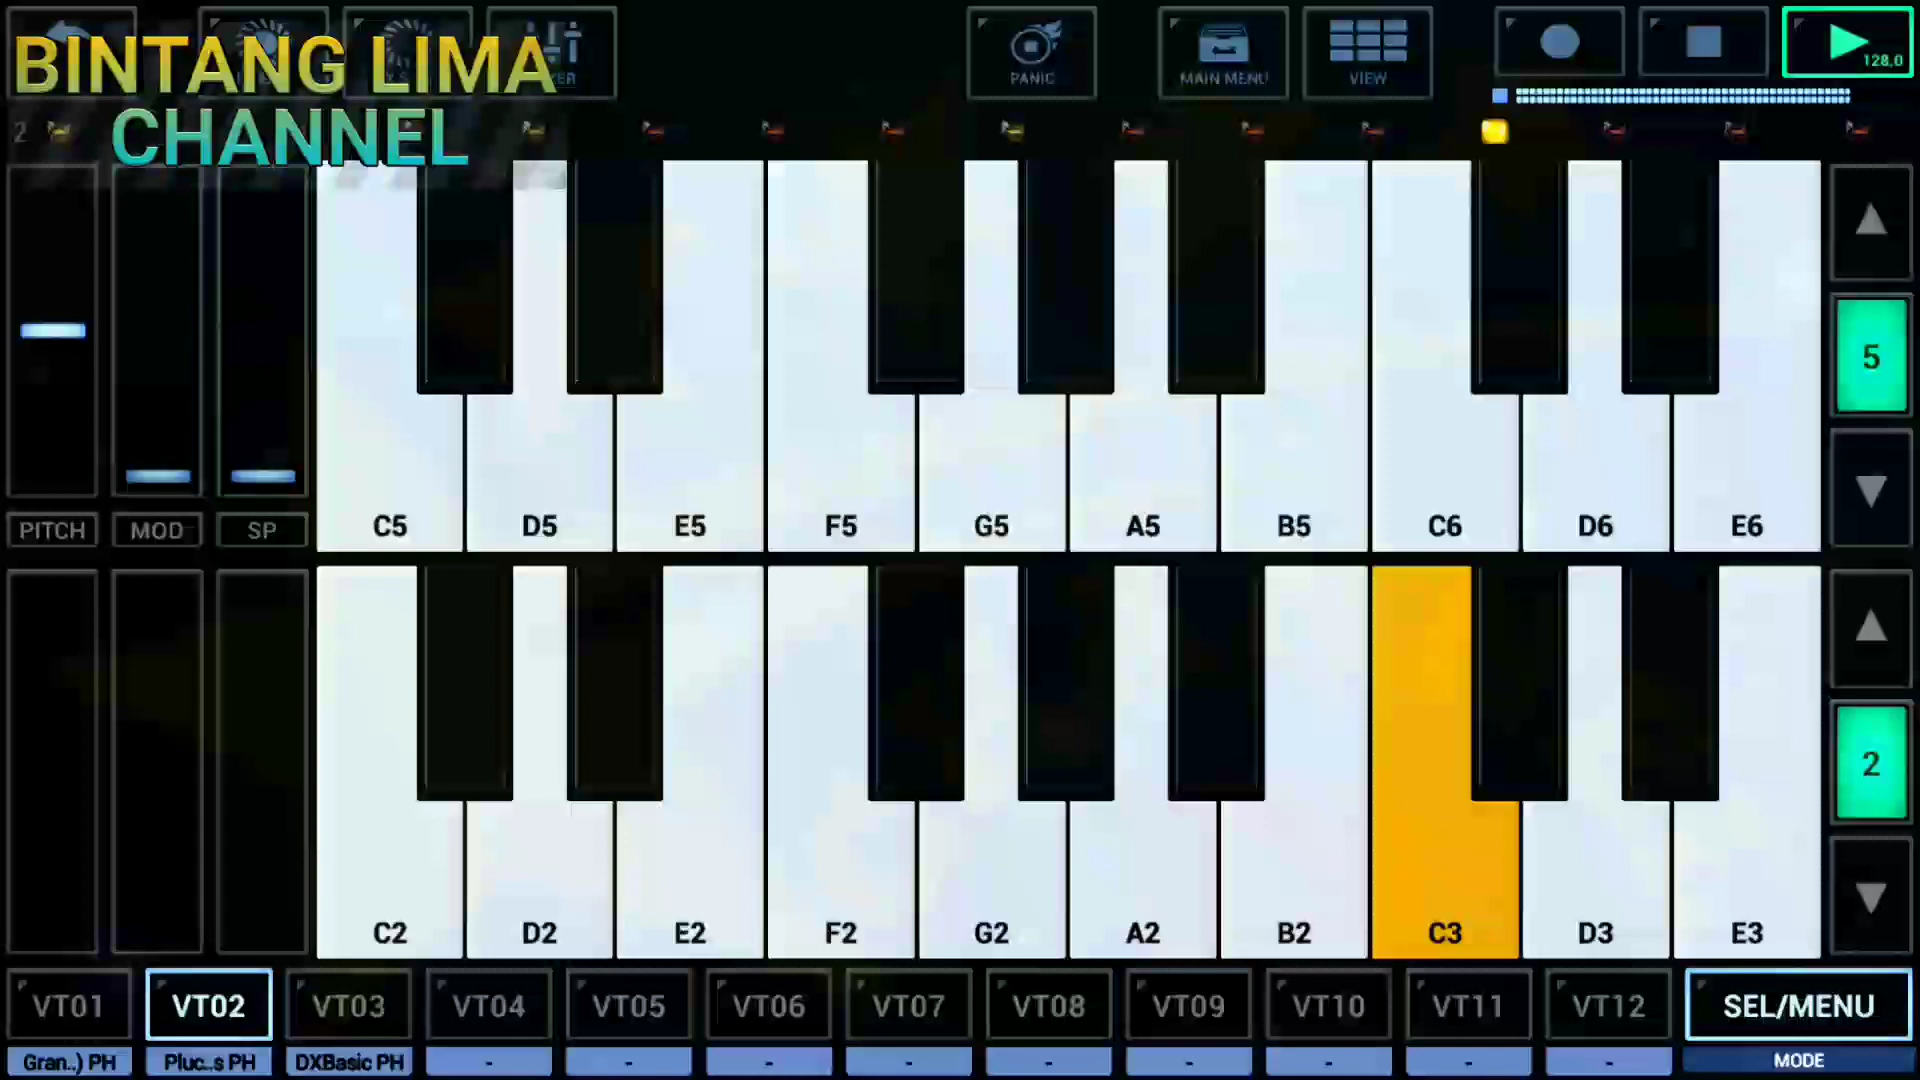 BINTANG LIMA
CHANNEL
PANIC
MAIN MENU
VIEW
128.0
2
PITCH
MOD
SP
C5 D5 E5 F5 G5 A5 B5 C6 D6 E6
5
C2 D2 E2 F2 G2 A2 B2 C3 D3 E3
2
VT01 VT02 VT03 VT04 VT05 VT06 VT07 VT08 VT09 VT10 VT11 VT12 SEL/MENU
Gran..) PH Pluc..s PH DXBasic PH - - - - - - - - - MODE